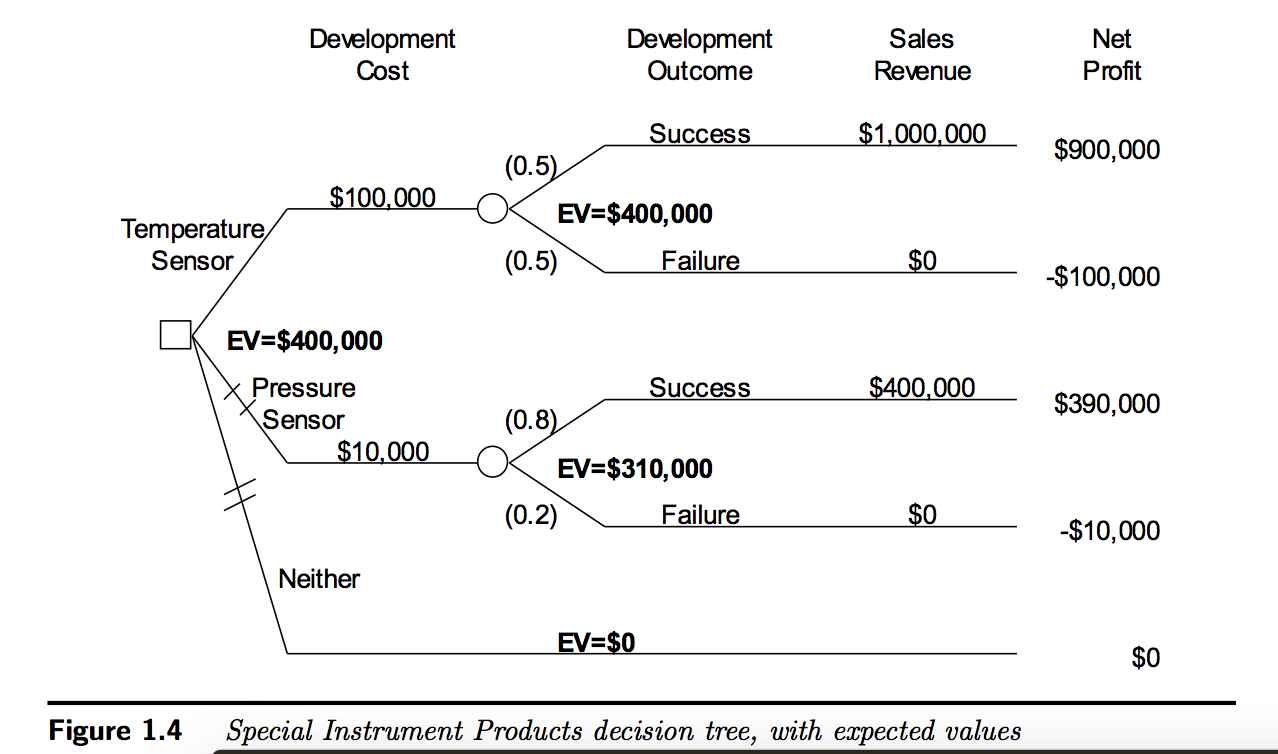 Development Cost
Development Outcome
Sales Revenue
Net Profit
Success
$1,000,000
$900,000
(0.5)
$100,000
EV=$400,000
Temperature Sensor
(0.5)
Failure
$0
-$100,000
EV=$400,000
Pressure Sensor
Success
$400,000
$390,000
(0.8)
$10,000
EV=$310,000
(0.2)
Failure
$0
-$10,000
Neither
EV=$0
$0
Figure 1.4 Special Instrument Products decision tree, with expected values